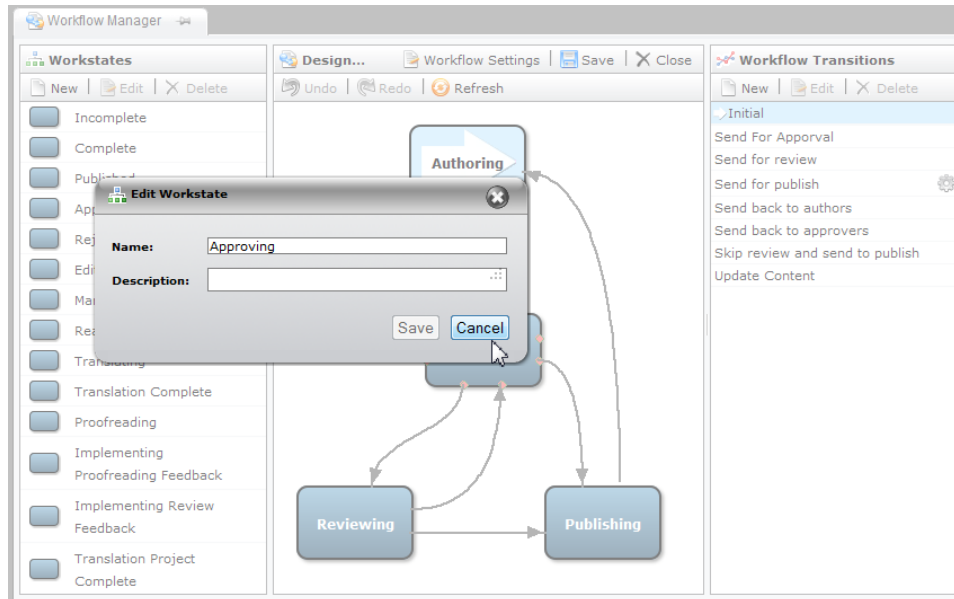 Workflow Manager
Workstates
New Edit Delete
Incomplete
Complete
Published
Translating
Translation Complete
Proofreading
Implementing
Proofreading Feedback
Implementing Review
Feedback
Translation Project
Complete
Design... Workflow Settings Save Close
Undo Redo Refresh
Authoring
Edit Workstate
Name: Approving
Description:
Save Cancel
Reviewing
Publishing
Workflow Transitions
New Edit Delete
Initial
Send For Apporval
Send for review
Send for publish
Send back to authors
Send back to approvers
Skip review and send to publish
Update Content